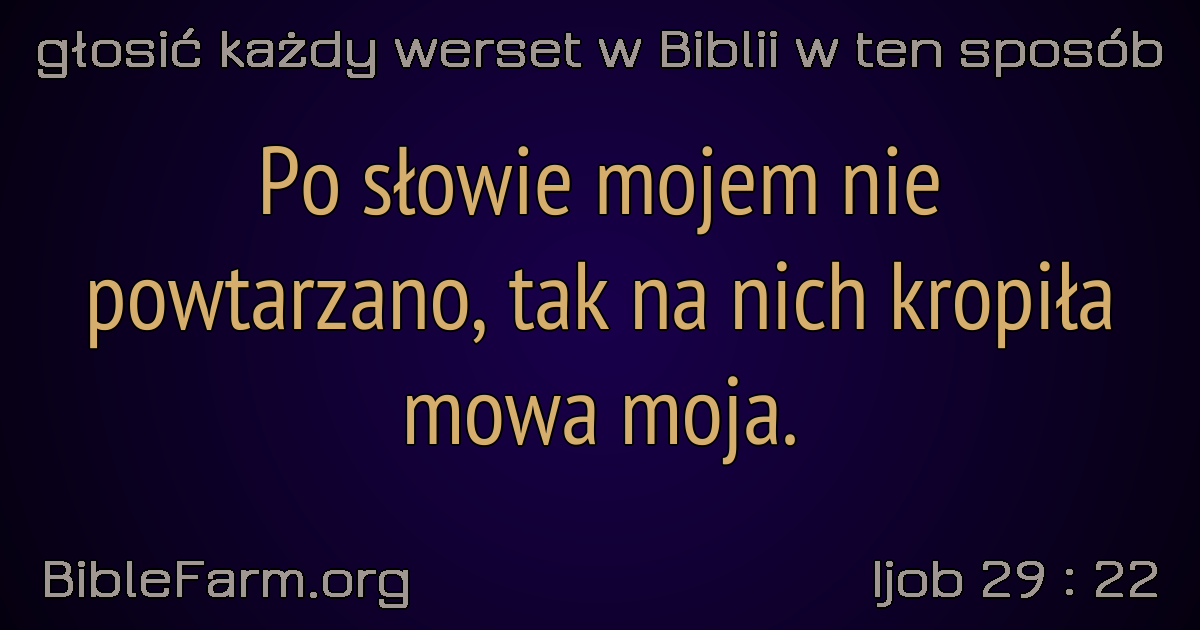 głosić każdy werset w Biblii w ten sposób
Po słowie mojem nie
powtarzano, tak na nich kropiła
mowa moja.
BibleFarm.org
Ijob 29 : 22